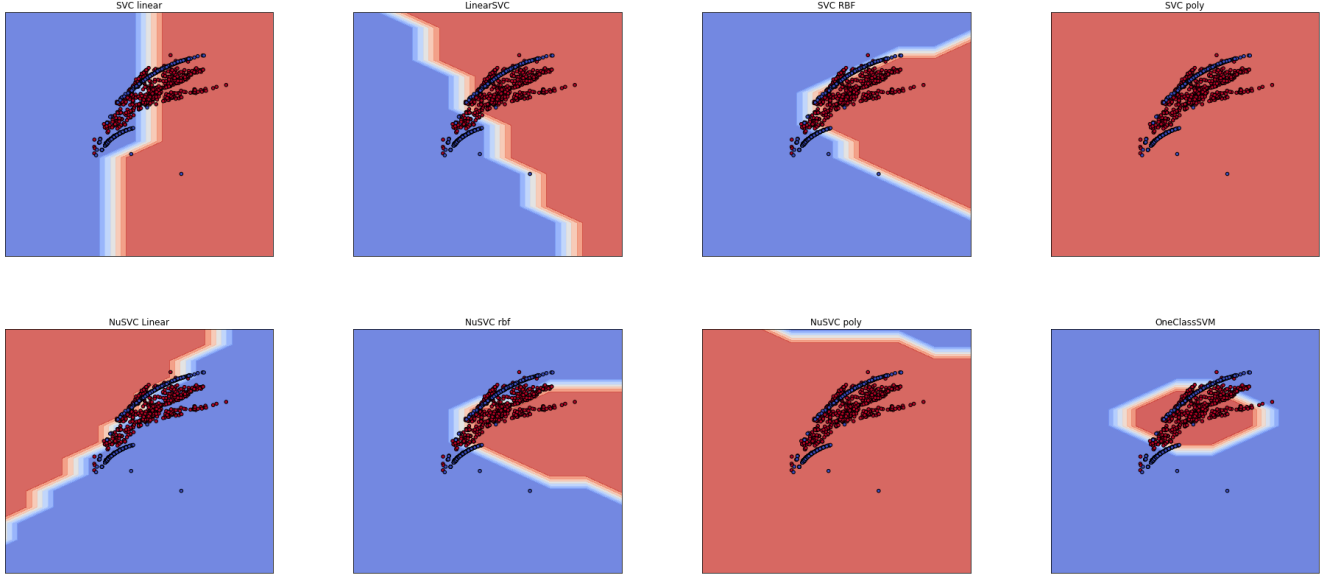 SVC linear
LinearSVC
SVC RBF
SVC poly
NuSVC Linear
NuSVC rbf
NuSVC poly
OneClassSVM